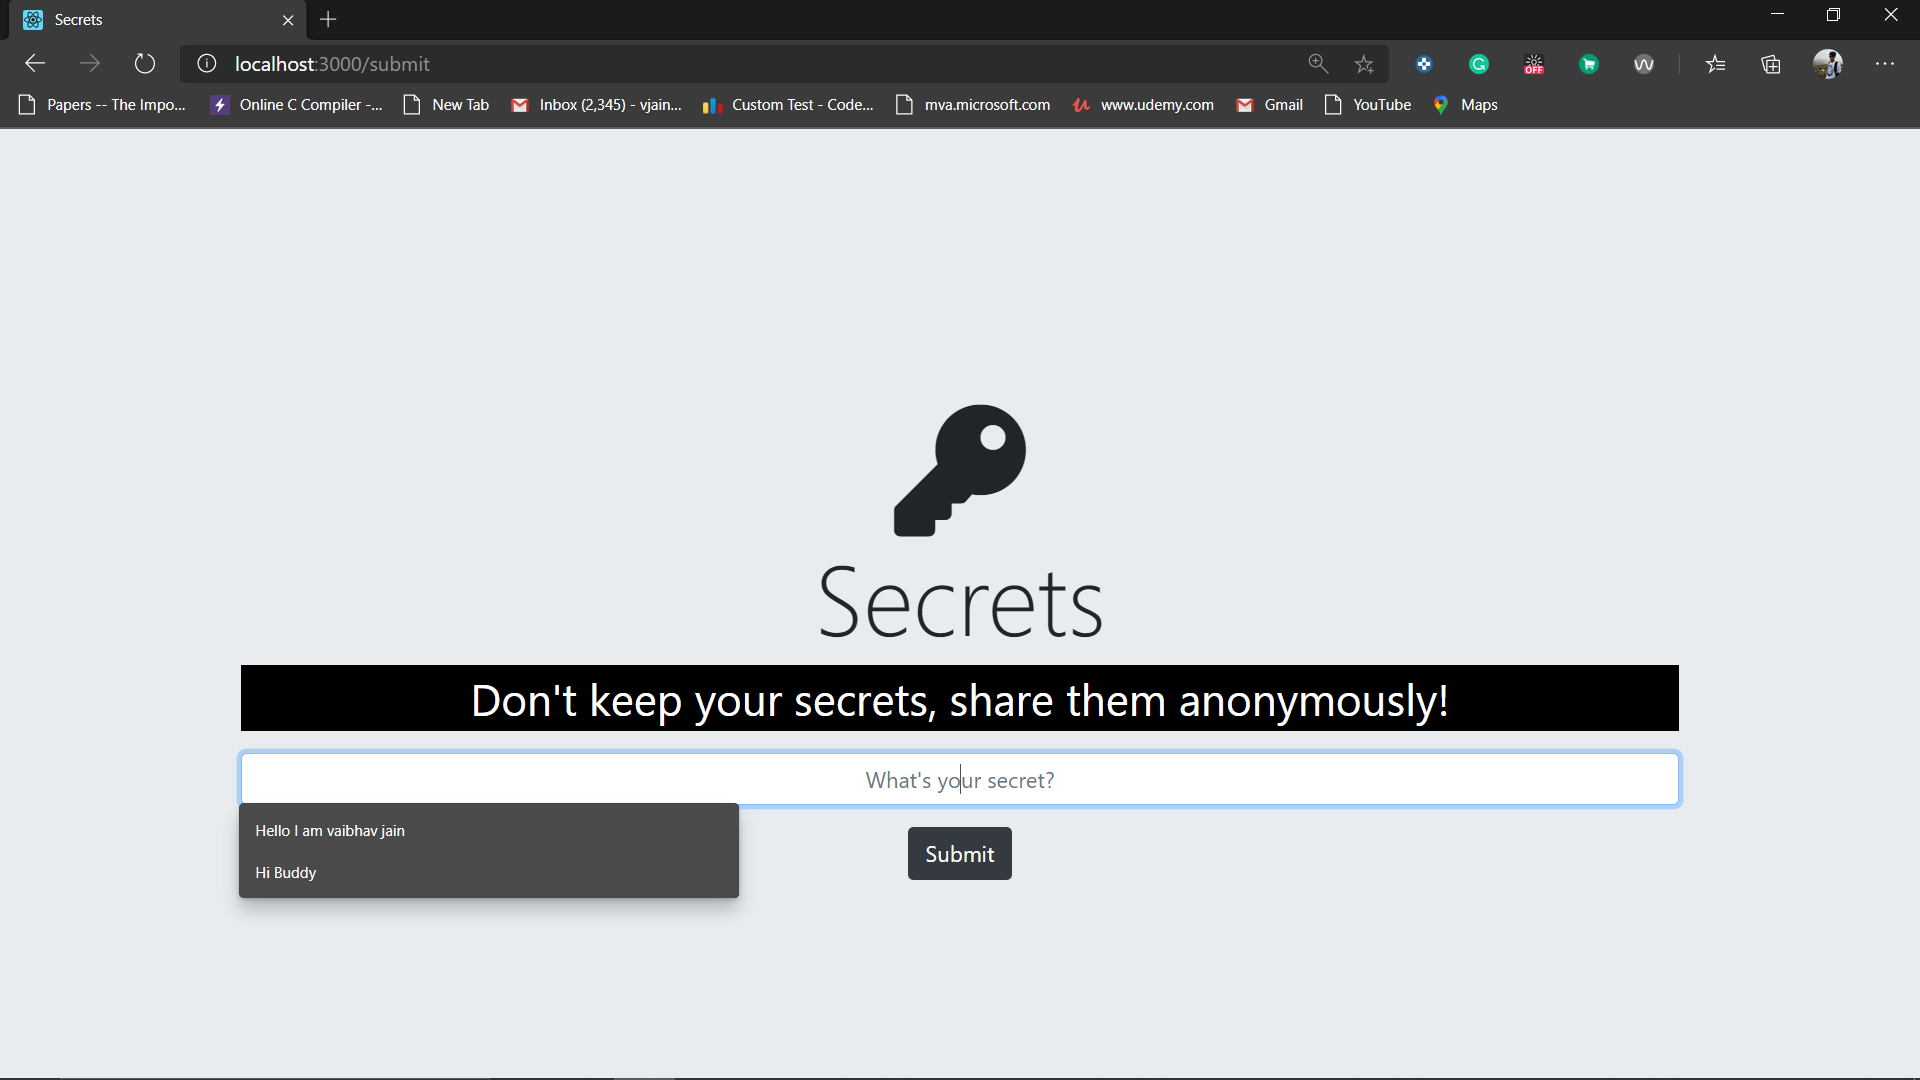 Secrets
localhost:3000/submit
OFF
Papers -- The Impo...
Online C Compiler -...
New Tab
Inbox (2,345) - vjain...
Custom Test - Code...
mva.microsoft.com
www.udemy.com
Gmail
YouTube
Maps
Secrets
Don't keep your secrets, share them anonymously!
What's your secret?
Hello I am vaibhav jain
Hi Buddy
Submit